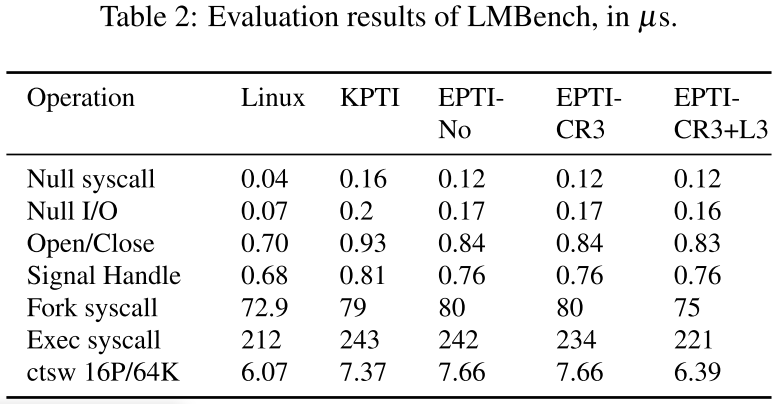 Table 2: Evaluation results of LMBench, in μs.
Operation Linux KPTI EPTI- EPTI- EPTI-
No CR3 CR3+L3
Null syscall 0.04 0.16 0.12 0.12 0.12
Null I/O 0.07 0.2 0.17 0.17 0.16
Open/Close 0.70 0.93 0.84 0.84 0.83
Signal Handle 0.68 0.81 0.76 0.76 0.76
Fork syscall 72.9 79 80 80 75
Exec syscall 212 243 242 234 221
ctsw 16P/64K 6.07 7.37 7.66 7.66 6.39